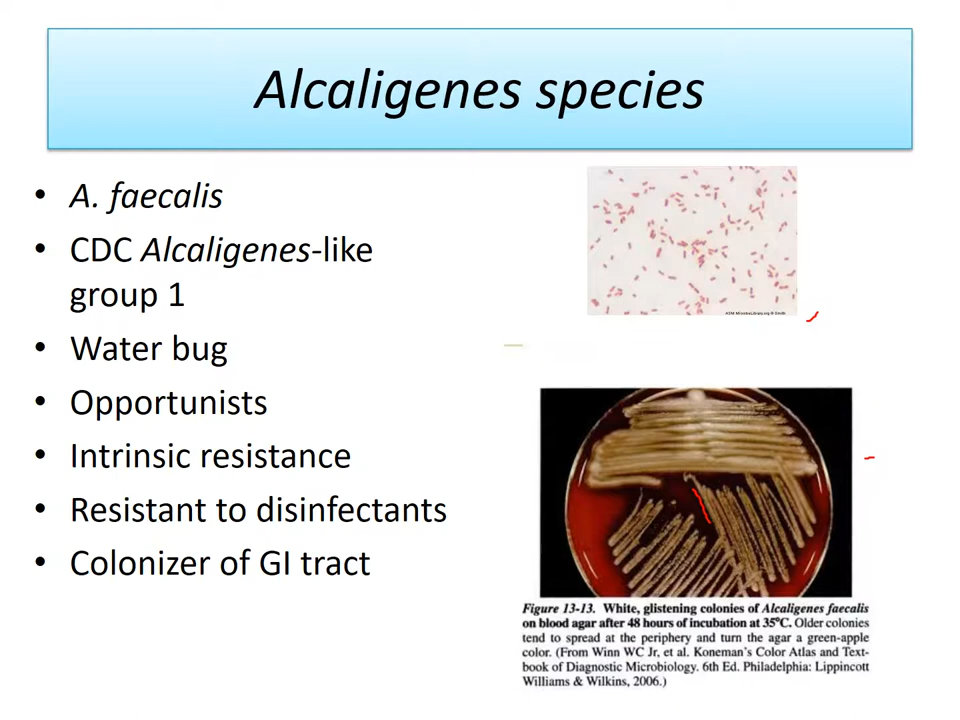 Alcaligenes species
• A. faecalis
• CDC Alcaligenes-like
group 1
• Water bug
• Opportunists
• Intrinsic resistance
• Resistant to disinfectants
• Colonizer of GI tract
ASM MicrobeLibrary.org © Smith
Figure 13-13. White, glistening colonies of Alcaligenes faecalis
on blood agar after 48 hours of incubation at 35°C. Older colonies
tend to spread at the periphery and turn the agar a green-apple
color. (From Winn WC Jr, et al. Koneman's Color Atlas and Text-
book of Diagnostic Microbiology. 6th Ed. Philadelphia: Lippincott
Williams & Wilkins, 2006.)